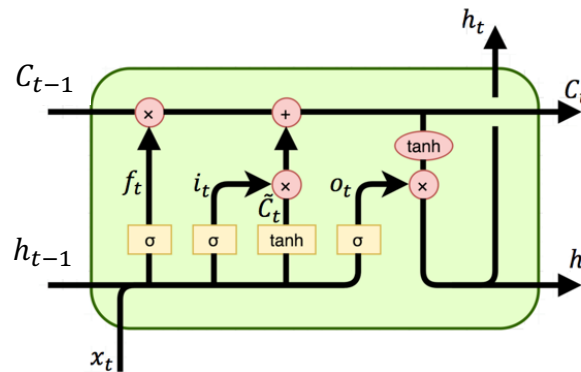 h_t
C_{t-1}
C_t
×
+
tanh
f_t
i_t
×
o_t
×
C̃_t
σ
σ
tanh
σ
h_{t-1}
h
x_t